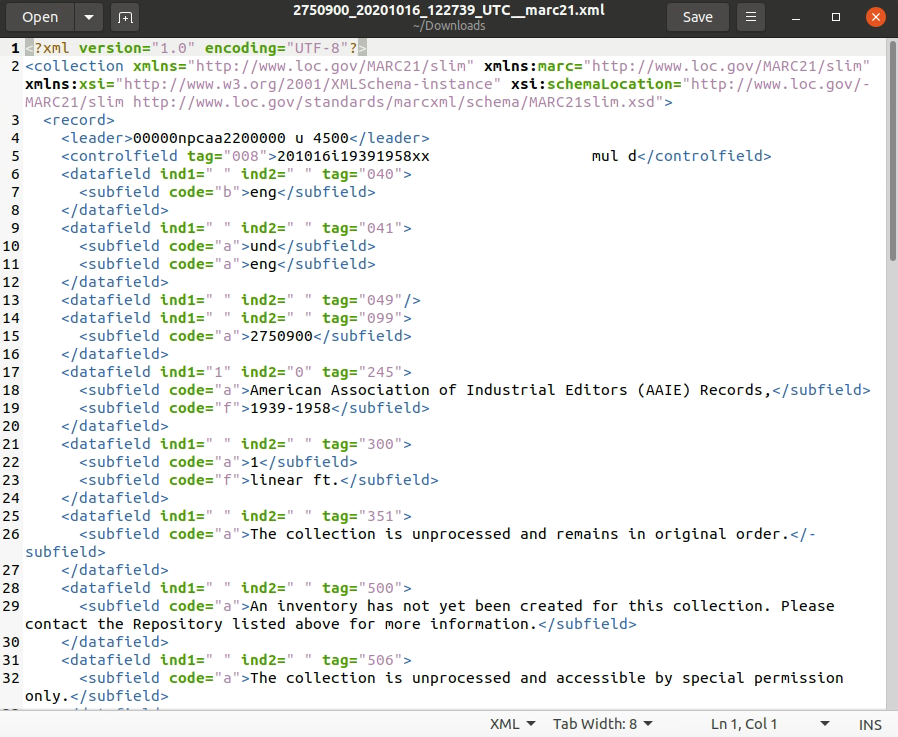 Open
2750900_20201016_122739_UTC__marc21.xml
~/Downloads
Save
1 <?xml version="1.0" encoding="UTF-8"?>
2 <collection xmlns="http://www.loc.gov/MARC21/slim" xmlns:marc="http://www.loc.gov/MARC21/slim"
xmlns:xsi="http://www.w3.org/2001/XMLSchema-instance" xsi:schemaLocation="http://www.loc.gov/-
MARC21/slim http://www.loc.gov/standards/marcxml/schema/MARC21slim.xsd">
3   <record>
4     <leader>00000npcaa2200000 u 4500</leader>
5     <controlfield tag="008">201016i19391958xx                  mul d</controlfield>
6     <datafield ind1=" " ind2=" " tag="040">
7       <subfield code="b">eng</subfield>
8     </datafield>
9     <datafield ind1=" " ind2=" " tag="041">
10       <subfield code="a">und</subfield>
11       <subfield code="a">eng</subfield>
12     </datafield>
13     <datafield ind1=" " ind2=" " tag="049"/>
14     <datafield ind1=" " ind2=" " tag="099">
15       <subfield code="a">2750900</subfield>
16     </datafield>
17     <datafield ind1="1" ind2="0" tag="245">
18       <subfield code="a">American Association of Industrial Editors (AAIE) Records,</subfield>
19       <subfield code="f">1939-1958</subfield>
20     </datafield>
21     <datafield ind1=" " ind2=" " tag="300">
22       <subfield code="a">1</subfield>
23       <subfield code="f">linear ft.</subfield>
24     </datafield>
25     <datafield ind1=" " ind2=" " tag="351">
26       <subfield code="a">The collection is unprocessed and remains in original order.</-
subfield>
27     </datafield>
28     <datafield ind1=" " ind2=" " tag="500">
29       <subfield code="a">An inventory has not yet been created for this collection. Please
contact the Repository listed above for more information.</subfield>
30     </datafield>
31     <datafield ind1=" " ind2=" " tag="506">
32       <subfield code="a">The collection is unprocessed and accessible by special permission
only.</subfield>
XML Tab Width: 8 Ln 1, Col 1 INS